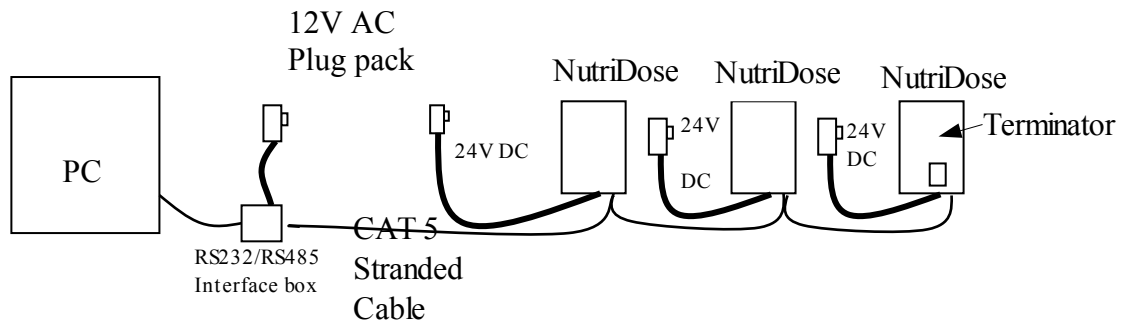 12V AC
Plug pack
NutriDose
NutriDose
NutriDose
PC
24V DC
24V
DC
24V
DC
Terminator
RS232/RS485
Interface box
CAT 5
Stranded
Cable